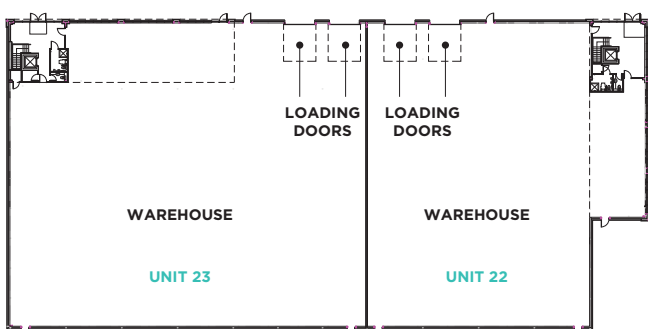 LOADING
DOORS
LOADING
DOORS
WAREHOUSE
WAREHOUSE
UNIT 23
UNIT 22